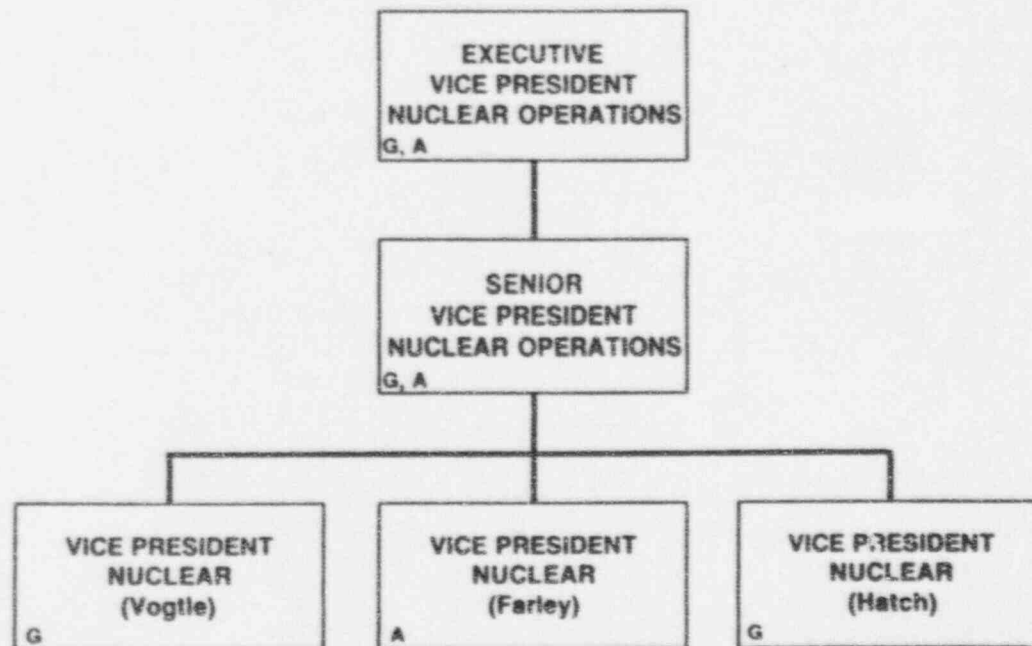 EXECUTIVE
VICE PRESIDENT
NUCLEAR OPERATIONS
G, A
SENIOR
VICE PRESIDENT
NUCLEAR OPERATIONS
G, A
VICE PRESIDENT
NUCLEAR
(Vogtle)
G
VICE PRESIDENT
NUCLEAR
(Farley)
A
VICE PRESIDENT
NUCLEAR
(Hatch)
G